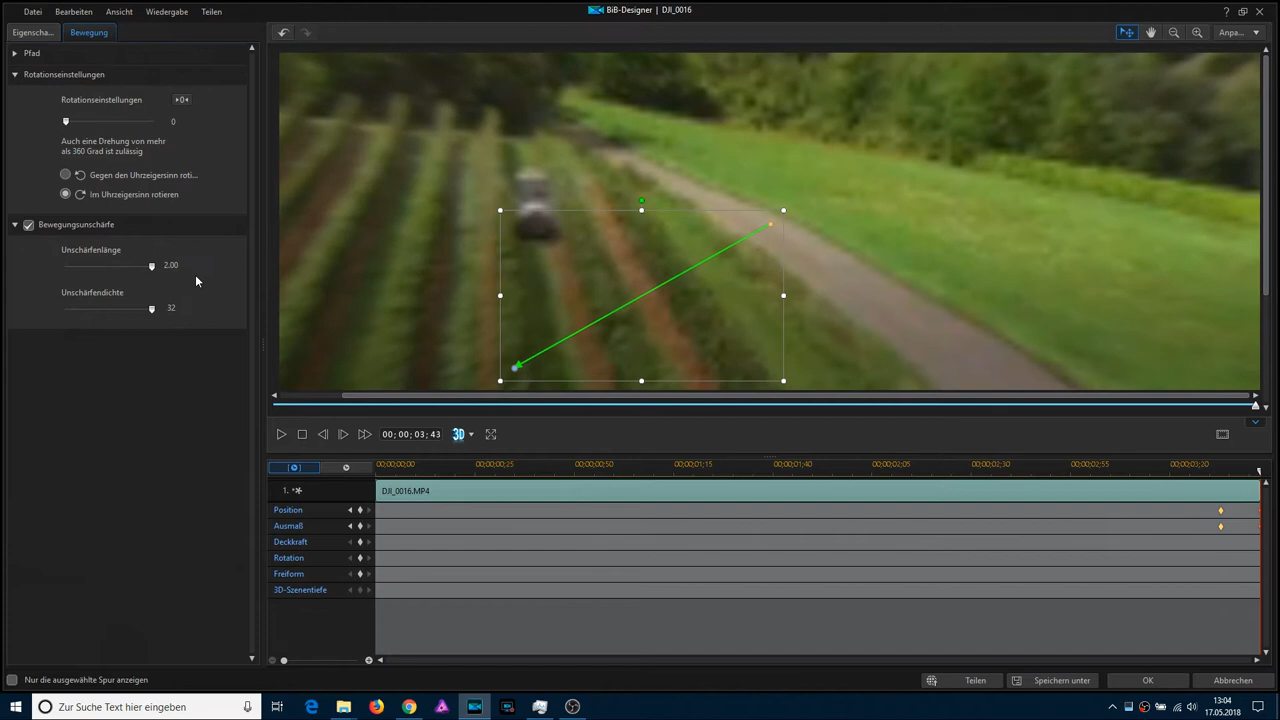 Datei Bearbeiten Ansicht Wiedergabe Teilen
BiB-Designer | DJI_0016
?
Eigenscha... Bewegung
Anpa...
Pfad
Rotationseinstellungen
Rotationseinstellungen 0
0
Auch eine Drehung von mehr
als 360 Grad ist zulässig
Gegen den Uhrzeigersinn roti...
Im Uhrzeigersinn rotieren
Bewegungsunschärfe
Unschärfenlänge
2.00
Unschärfendichte
32
00;00;03;43 3D
00;00;00;00 00;00;00;25 00;00;00;50 00;00;01;15 00;00;01;40 00;00;02;05 00;00;02;30 00;00;02;55 00;00;03;20
1. DJI_0016.MP4
Position
Ausmaß
Deckkraft
Rotation
Freiform
3D-Szenentiefe
Nur die ausgewählte Spur anzeigen Teilen Speichern unter OK Abbrechen
Zur Suche Text hier eingeben
13:04
17.05.2018